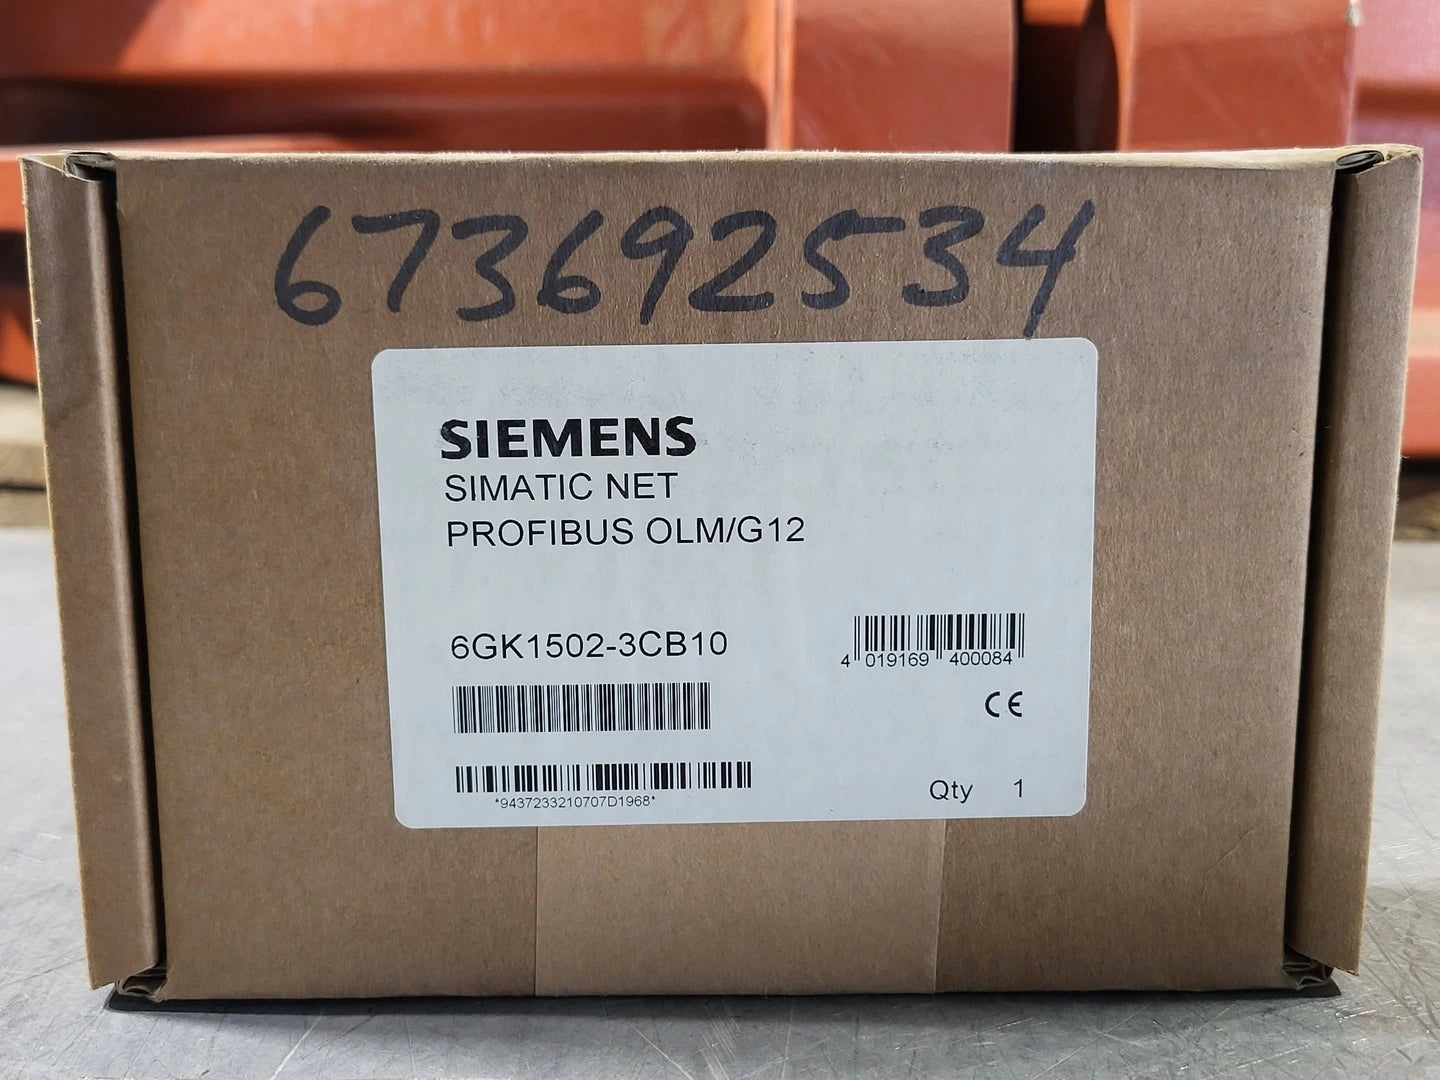 673692534
SIEMENS
SIMATIC NET
PROFIBUS OLM/G12
6GK1502-3CB10
4 019169 400084
CE
*9437233210707D1968*
Qty 1